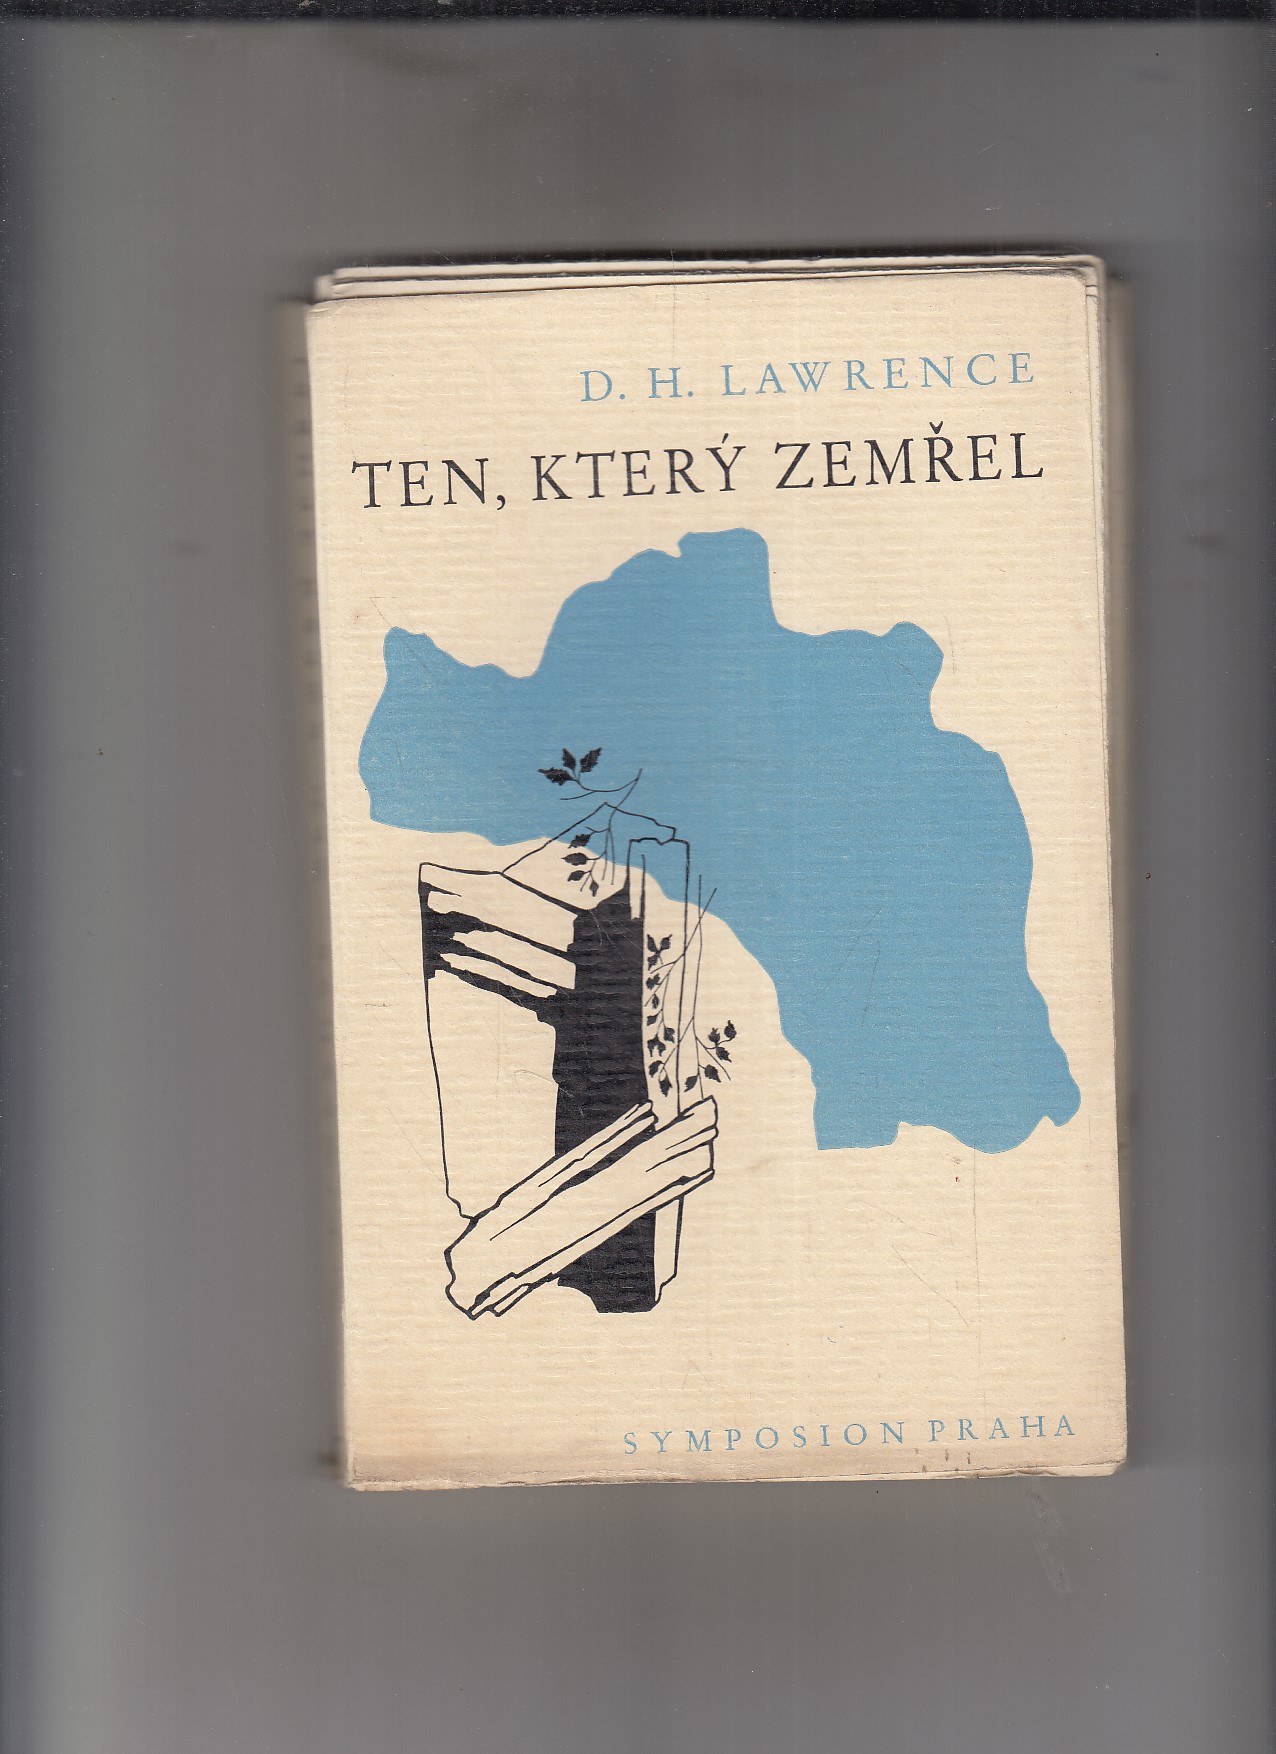 D. H. LAWRENCE
TEN, KTERÝ ZEMŘEL
SYMPOSION PRAHA